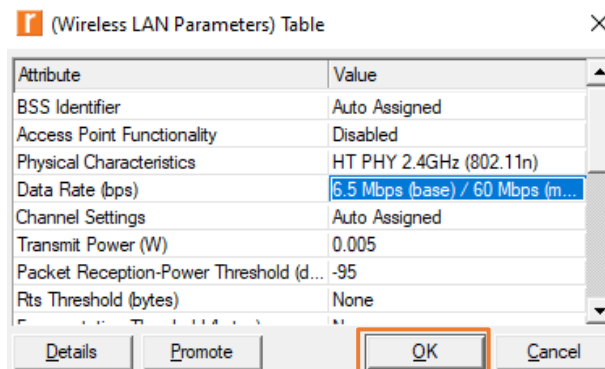 (Wireless LAN Parameters) Table
Attribute Value
BSS Identifier Auto Assigned
Access Point Functionality Disabled
Physical Characteristics HT PHY 2.4GHz (802.11n)
Data Rate (bps) 6.5 Mbps (base) / 60 Mbps (m...
Channel Settings Auto Assigned
Transmit Power (W) 0.005
Packet Reception-Power Threshold (d... -95
Rts Threshold (bytes) None
Details Promote OK Cancel